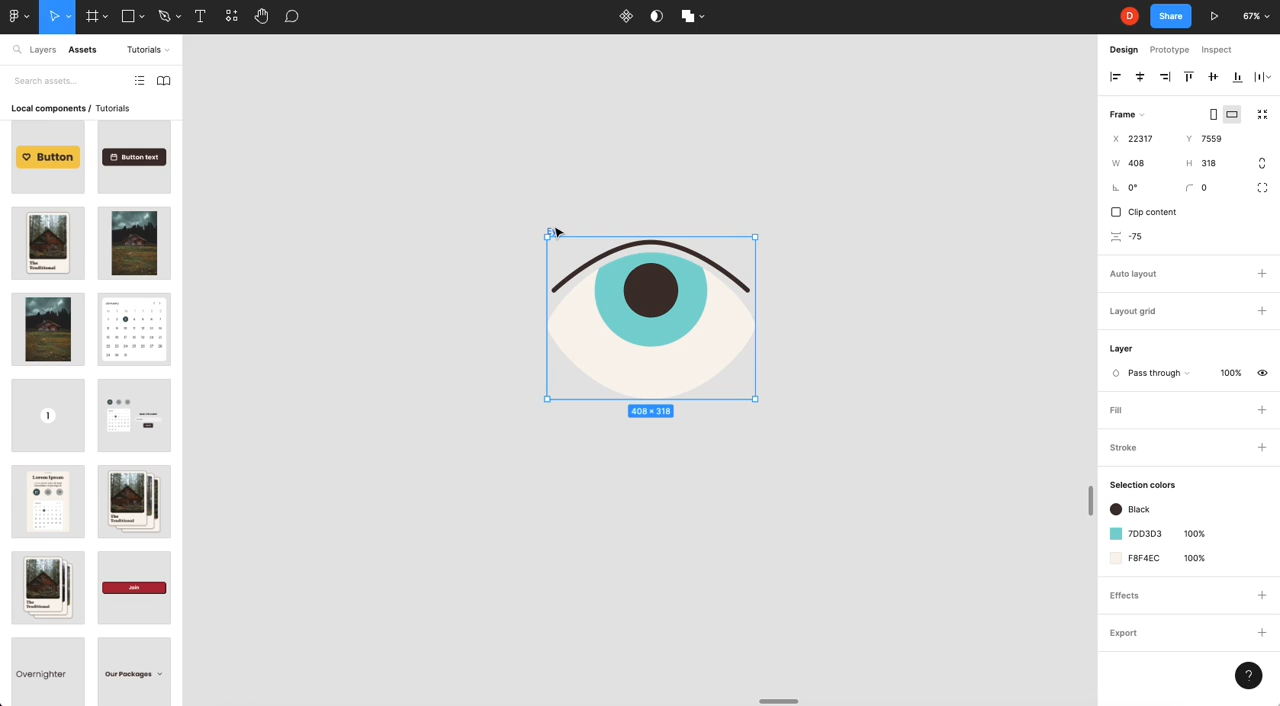 D
Share
67%
Layers
Assets
Tutorials
Design
Prototype
Inspect
Search assets...
Local components / Tutorials
Frame
X 22317
Y 7559
W 408
H 318
0°
0
Clip content
-75
Auto layout
Layout grid
Layer
Pass through
100%
Fill
Stroke
Selection colors
Black
7DD3D3 100%
F8F4EC 100%
Effects
Export
?
408 × 318
Button
Button text
The
Traditional
1
Lorem Ipsum
The
Traditional
The
Traditional
Join
Overnighter
Our Packages